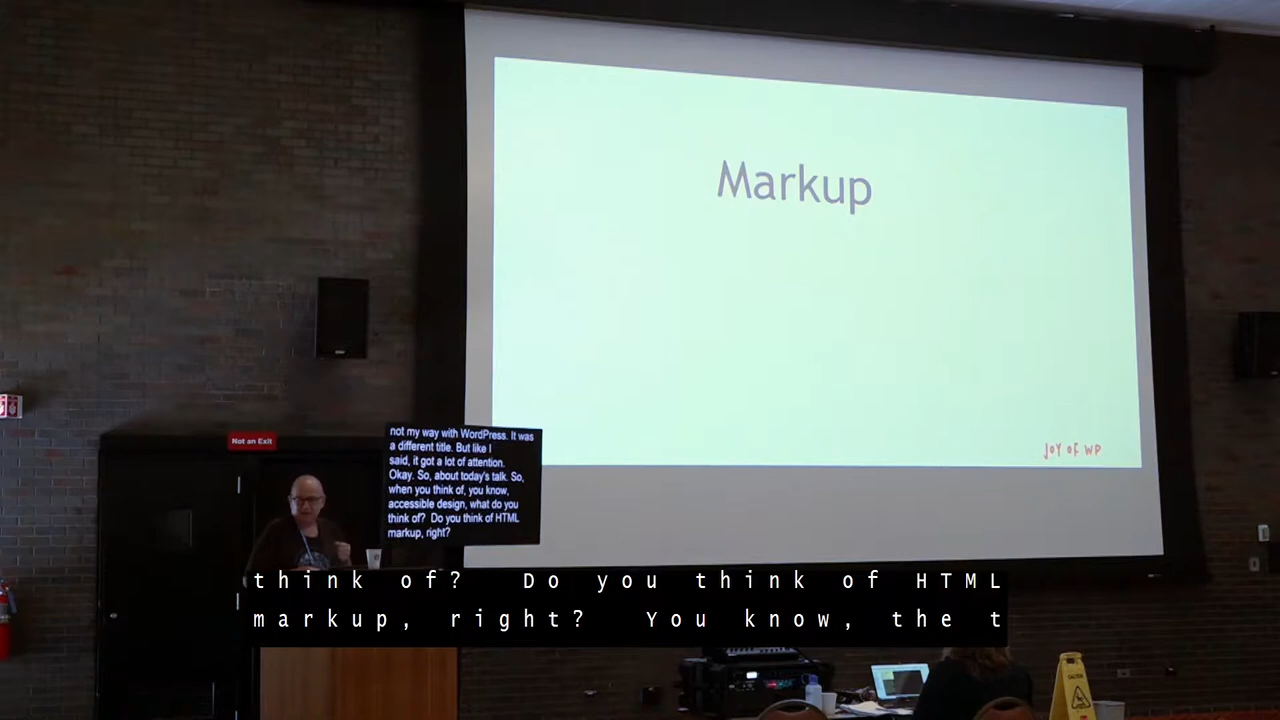 Markup
JOY OF WP
Not an Exit
not my way with WordPress. It was
a different title. But like I
said, it got a lot of attention.
Okay. So, about today's talk. So,
when you think of, you know,
accessible design, what do you
think of? Do you think of HTML
markup, right?
think of? Do you think of HTML
markup, right? You know, the t
CAUTION